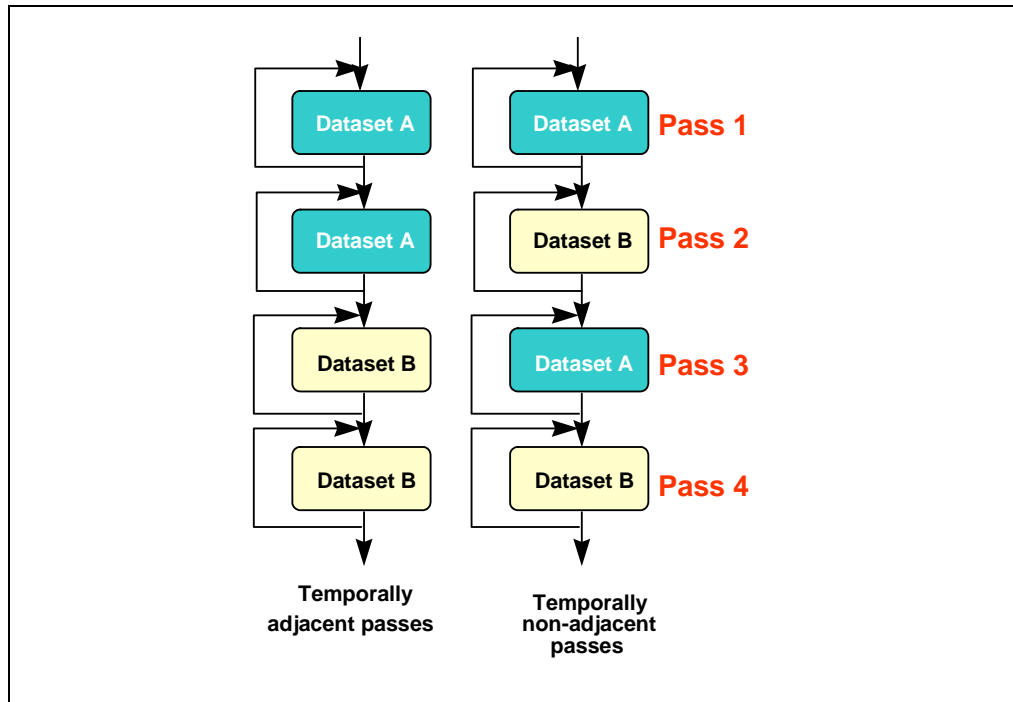 Dataset A
Dataset A
Pass 1
Dataset A
Dataset B
Pass 2
Dataset B
Dataset A
Pass 3
Dataset B
Dataset B
Pass 4
Temporally
adjacent passes
Temporally
non-adjacent
passes